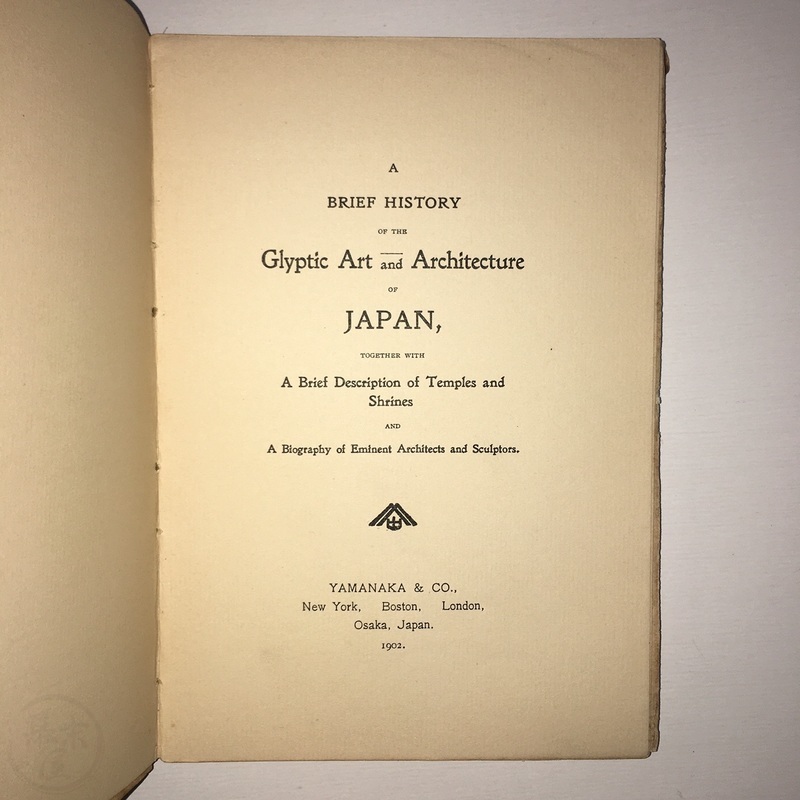 A
BRIEF HISTORY
OF THE
Glyptic Art and Architecture
OF
JAPAN,
TOGETHER WITH
A Brief Description of Temples and
Shrines
AND
A Biography of Eminent Architects and Sculptors.
YAMANAKA & CO.,
New York, Boston, London,
Osaka, Japan.
1902.